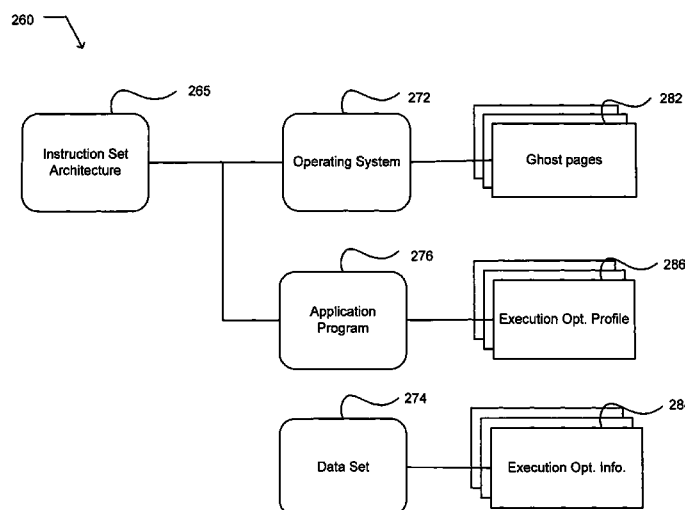 260
265
272
282
Instruction Set
Architecture
Operating System
Ghost pages
276
286
Application
Program
Execution Opt. Profile
274
Data Set
Execution Opt. Info.